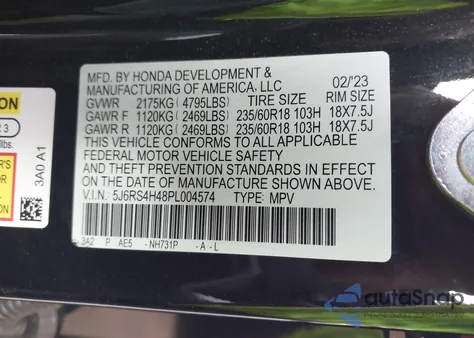 MFD. BY HONDA DEVELOPMENT &
MANUFACTURING OF AMERICA, LLC 02/'23
GVWR 2175KG ( 4795LBS) TIRE SIZE RIM SIZE
GAWR F 1120KG ( 2469LBS) 235/60R18 103H 18X7.5J
GAWR R 1120KG ( 2469LBS) 235/60R18 103H 18X7.5J
THIS VEHICLE CONFORMS TO ALL APPLICABLE
FEDERAL MOTOR VEHICLE SAFETY
AND THEFT PREVENTION STANDARDS IN EFFECT ON
THE DATE OF MANUFACTURE SHOWN ABOVE.
V.I.N.: 5J6RS4H48PL004574 TYPE: MPV
3A2 P AE5 - NH731P - A - L
3A0 A1
ION
R 3
lbs.
R'S
autoSnap